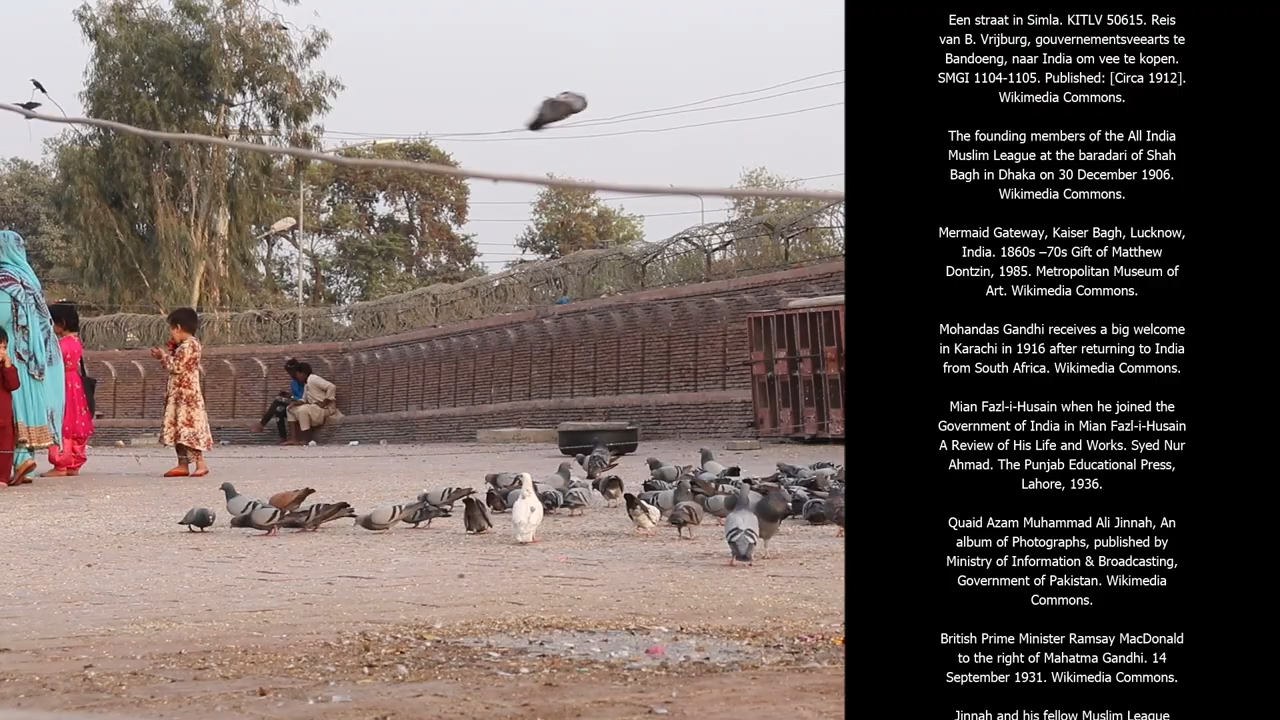 Een straat in Simla. KITLV 50615. Reis
van B. Vrijburg, gouvernementsveearts te
Bandoeng, naar India om vee te kopen.
SMGI 1104-1105. Published: [Circa 1912].
Wikimedia Commons.
The founding members of the All India
Muslim League at the baradari of Shah
Bagh in Dhaka on 30 December 1906.
Wikimedia Commons.
Mermaid Gateway, Kaiser Bagh, Lucknow,
India. 1860s –70s Gift of Matthew
Dontzin, 1985. Metropolitan Museum of
Art. Wikimedia Commons.
Mohandas Gandhi receives a big welcome
in Karachi in 1916 after returning to India
from South Africa. Wikimedia Commons.
Mian Fazl-i-Husain when he joined the
Government of India in Mian Fazl-i-Husain
A Review of His Life and Works. Syed Nur
Ahmad. The Punjab Educational Press,
Lahore, 1936.
Quaid Azam Muhammad Ali Jinnah, An
album of Photographs, published by
Ministry of Information & Broadcasting,
Government of Pakistan. Wikimedia
Commons.
British Prime Minister Ramsay MacDonald
to the right of Mahatma Gandhi. 14
September 1931. Wikimedia Commons.
Jinnah and his fellow Muslim League